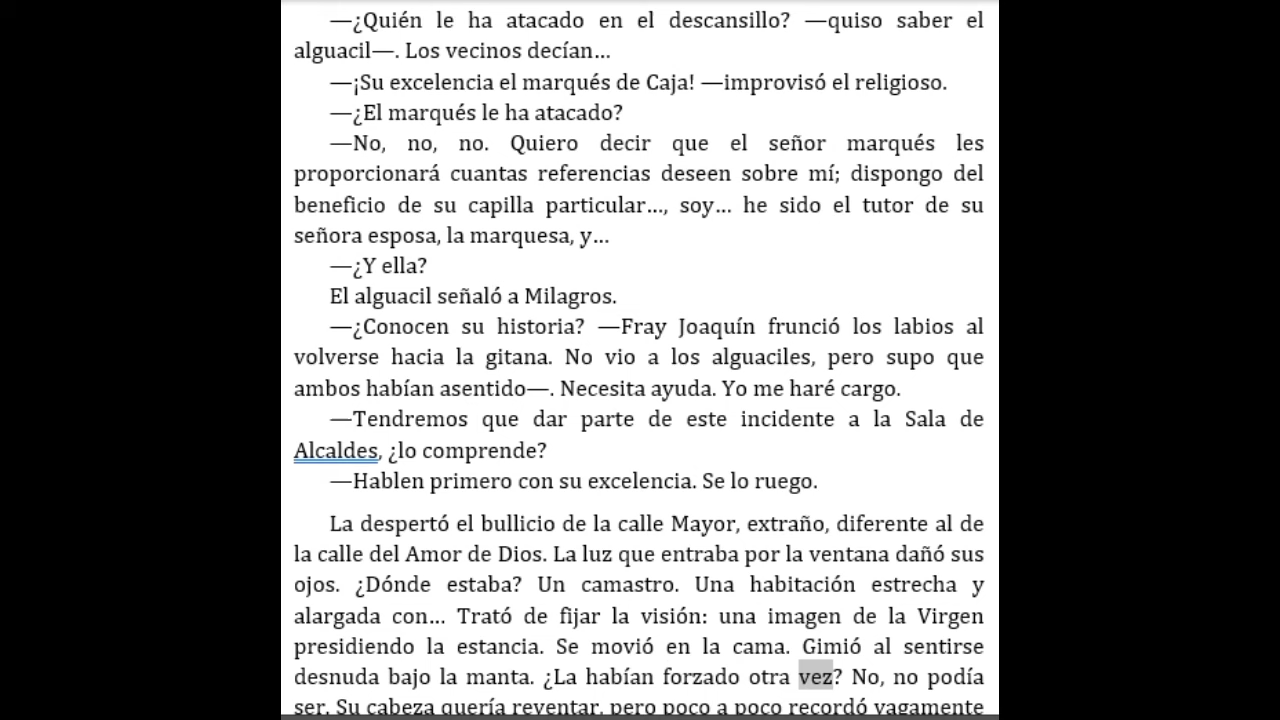 —¿Quién le ha atacado en el descansillo? —quiso saber el
alguacil—. Los vecinos decían...
—¡Su excelencia el marqués de Caja! —improvisó el religioso.
—¿El marqués le ha atacado?
—No, no, no. Quiero decir que el señor marqués les
proporcionará cuantas referencias deseen sobre mí; dispongo del
beneficio de su capilla particular..., soy... he sido el tutor de su
señora esposa, la marquesa, y...
—¿Y ella?
El alguacil señaló a Milagros.
—¿Conocen su historia? —Fray Joaquín frunció los labios al
volverse hacia la gitana. No vio a los alguaciles, pero supo que
ambos habían asentido—. Necesita ayuda. Yo me haré cargo.
—Tendremos que dar parte de este incidente a la Sala de
Alcaldes, ¿lo comprende?
—Hablen primero con su excelencia. Se lo ruego.
La despertó el bullicio de la calle Mayor, extraño, diferente al de
la calle del Amor de Dios. La luz que entraba por la ventana dañó sus
ojos. ¿Dónde estaba? Un camastro. Una habitación estrecha y
alargada con... Trató de fijar la visión: una imagen de la Virgen
presidiendo la estancia. Se movió en la cama. Gimió al sentirse
desnuda bajo la manta. ¿La habían forzado otra vez? No, no podía
ser. Su cabeza quería reventar, pero poco a poco recordó vagamente